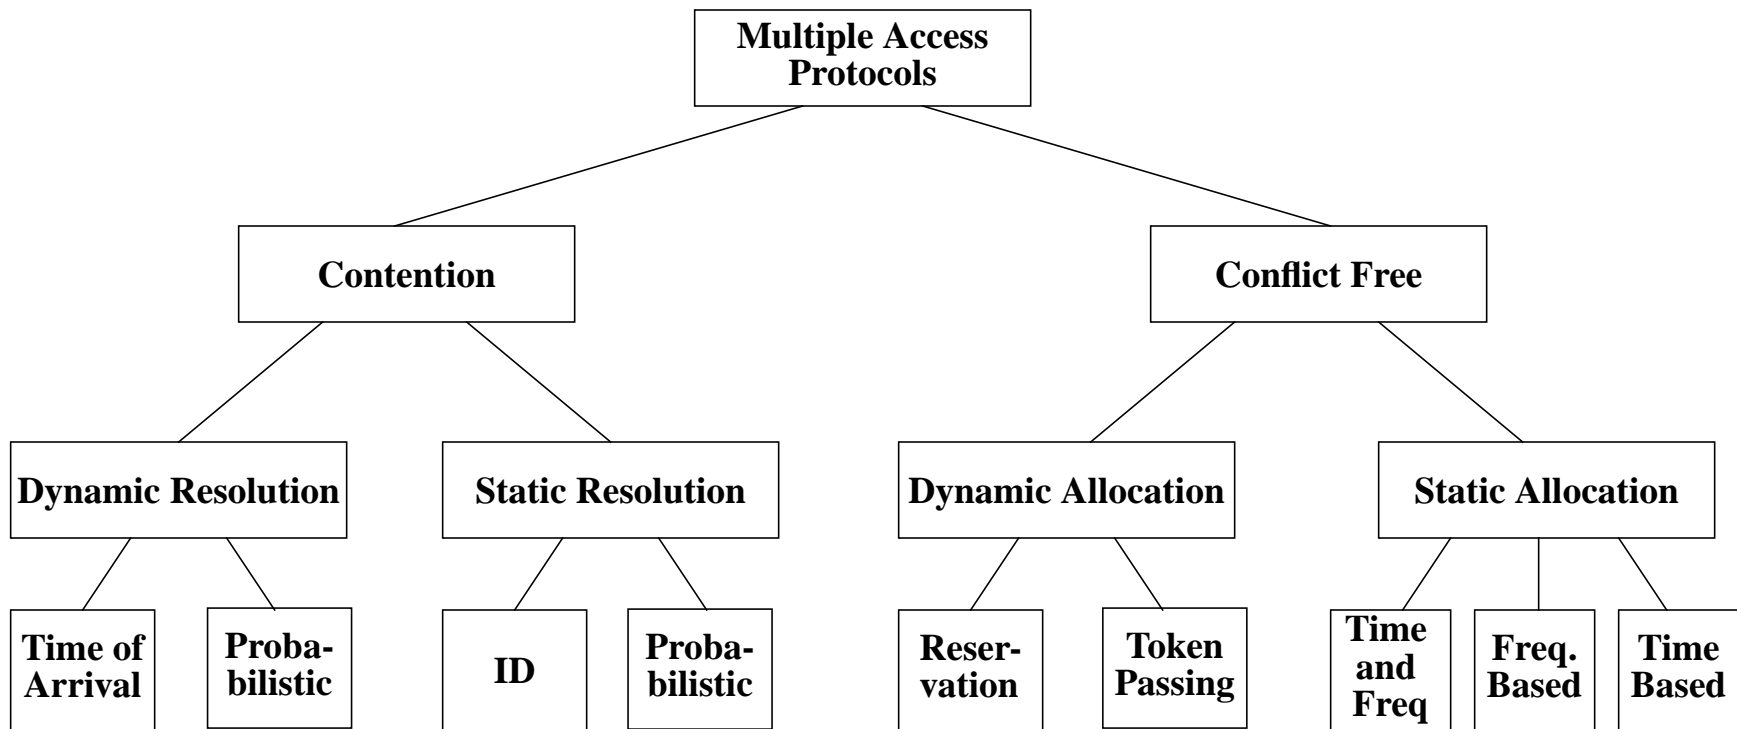 Multiple Access
Protocols
Contention
Conflict Free
Dynamic Resolution
Static Resolution
Dynamic Allocation
Static Allocation
Time of
Arrival
Proba-
bilistic
ID
Proba-
bilistic
Reser-
vation
Token
Passing
Time
and
Freq
Freq.
Based
Time
Based